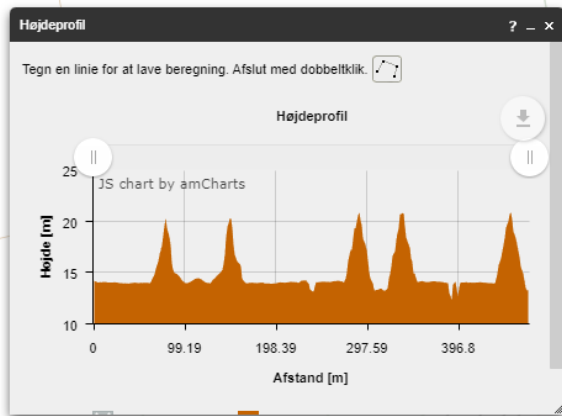 Højdeprofil
? _ ×
Tegn en linie for at lave beregning. Afslut med dobbeltklik.
Højdeprofil
JS chart by amCharts
Højde [m]
25
20
15
10
0 99.19 198.39 297.59 396.8
Afstand [m]